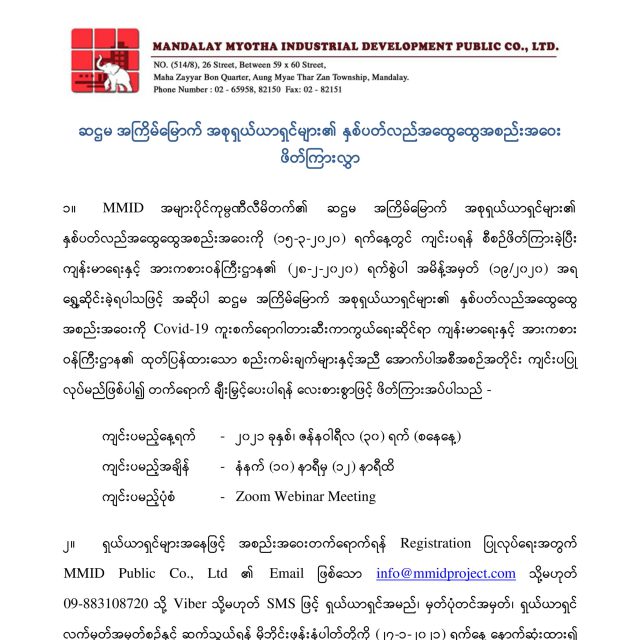 MANDALAY MYOTHA INDUSTRIAL DEVELOPMENT PUBLIC CO., LTD.
NO. (514/8), 26 Street, Between 59 x 60 Street,
Maha Zayyar Bon Quarter, Aung Myae Thar Zan Township, Mandalay.
Phone Number : 02 - 65958, 82150 Fax: 02 - 82151
ဆဌမ အကြိမ်မြောက် အစုရှယ်ယာရှင်များ၏ နှစ်ပတ်လည်အထွေထွေအစည်းအဝေး
ဖိတ်ကြားလွှာ
၁။ MMID အများပိုင်ကုမ္ပဏီလီမိတက်၏ ဆဌမ အကြိမ်မြောက် အစုရှယ်ယာရှင်များ၏
နှစ်ပတ်လည်အထွေထွေအစည်းအဝေးကို (၁၅-၃-၂၀၂၀) ရက်နေ့တွင် ကျင်းပရန် စီစဉ်ဖိတ်ကြားခဲ့ပြီး
ကျန်းမာရေးနှင့် အားကစားဝန်ကြီးဌာန၏ (၂၈-၂-၂၀၂၀) ရက်စွဲပါ အမိန့်အမှတ် (၁၉/၂၀၂၀) အရ
ရွှေ့ဆိုင်းခဲ့ရပါသဖြင့် အဆိုပါ ဆဌမ အကြိမ်မြောက် အစုရှယ်ယာရှင်များ၏ နှစ်ပတ်လည်အထွေထွေ
အစည်းအဝေးကို Covid-19 ကူးစက်ရောဂါတားဆီးကာကွယ်ရေးဆိုင်ရာ ကျန်းမာရေးနှင့် အားကစား
ဝန်ကြီးဌာန၏ ထုတ်ပြန်ထားသော စည်းကမ်းချက်များနှင့်အညီ အောက်ပါအစီအစဉ်အတိုင်း ကျင်းပပြု
လုပ်မည်ဖြစ်ပါ၍ တက်ရောက် ချီးမြှင့်ပေးပါရန် လေးစားစွာဖြင့် ဖိတ်ကြားအပ်ပါသည် -
ကျင်းပမည့်နေ့ရက် - ၂၀၂၁ ခုနှစ်၊ ဇန်နဝါရီလ (၃၀) ရက် (စနေနေ့)
ကျင်းပမည့်အချိန် - နံနက် (၁၀) နာရီမှ (၁၂) နာရီထိ
ကျင်းပမည့်ပုံစံ - Zoom Webinar Meeting
၂။ ရှယ်ယာရှင်များအနေဖြင့် အစည်းအဝေးတက်ရောက်ရန် Registration ပြုလုပ်ရေးအတွက်
MMID Public Co., Ltd ၏ Email ဖြစ်သော info@mmidproject.com သို့မဟုတ်
09-883108720 သို့ Viber သို့မဟုတ် SMS ဖြင့် ရှယ်ယာရှင်အမည်၊ မှတ်ပုံတင်အမှတ်၊ ရှယ်ယာရှင်
လက်မှတ်အမှတ်စဉ်နှင့် ဆက်သွယ်ရန် မိုဘိုင်းဖုန်းနံပါတ်တို့ကို (၂၇-၁-၂၀၂၁) ရက်နေ့ နောက်ဆုံးထား၍